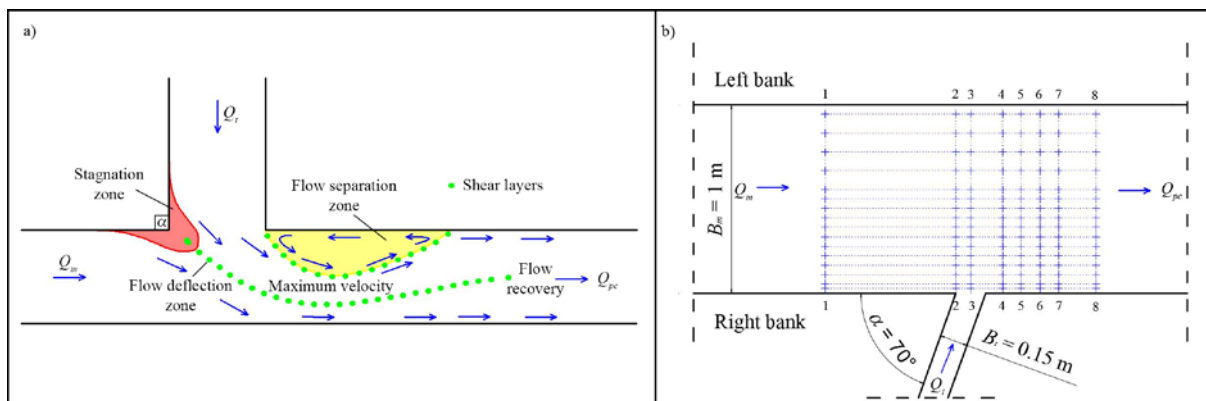 a)
Qt
Stagnation
zone
Flow separation
zone
Shear layers
α
Qm
Flow deflection
zone
Maximum velocity
Flow
recovery
Qpc
b)
Left bank
1 2 3 4 5 6 7 8
Bm = 1 m
Qm
Qpc
Right bank
1 2 3 4 5 6 7 8
α = 70°
Bt = 0.15 m
Qt